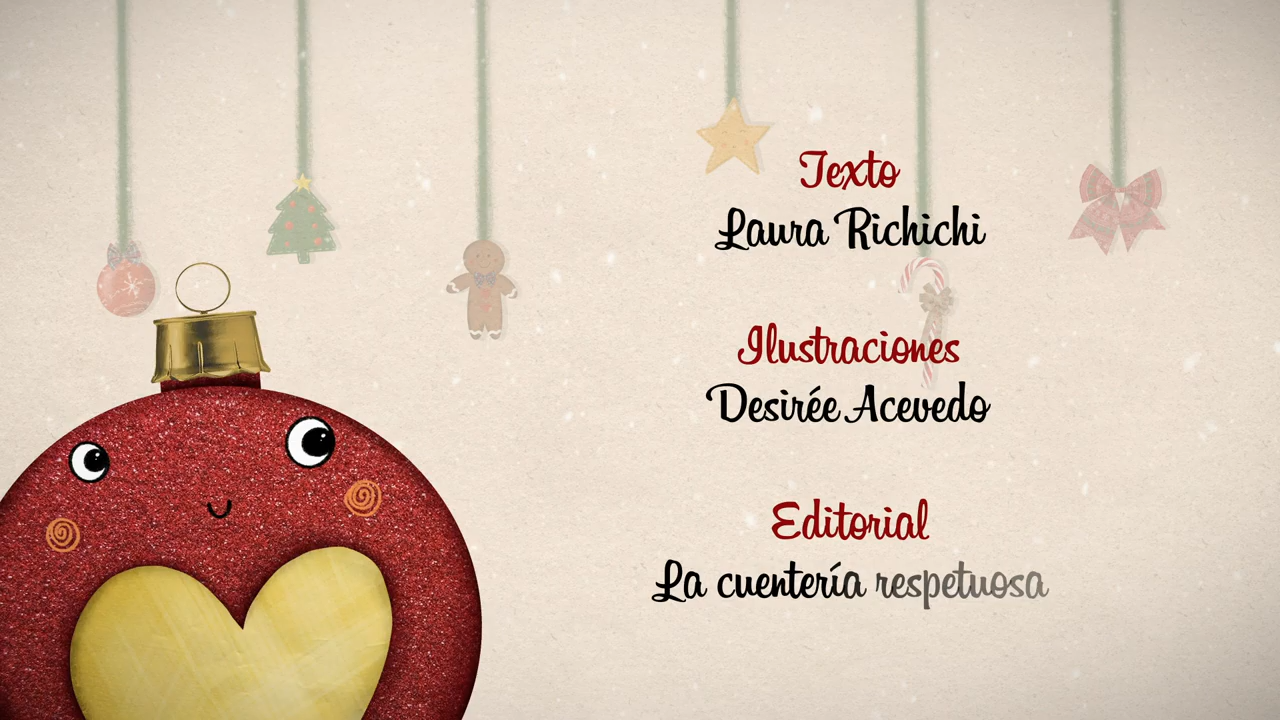 Texto
Laura Richichi
Ilustraciones
Desirée Acevedo
Editorial
La cuentería respetuosa